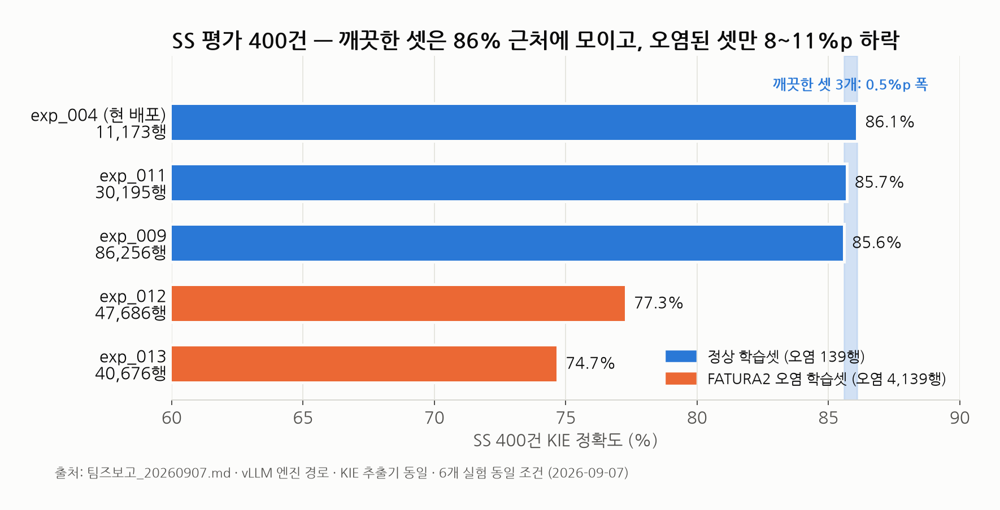 SS 평가 400건 — 깨끗한 셋은 86% 근처에 모이고, 오염된 셋만 8~11%p 하락
깨끗한 셋 3개: 0.5%p 폭
exp_004 (현 배포)
11,173행
86.1%
exp_011
30,195행
85.7%
exp_009
86,256행
85.6%
exp_012
47,686행
77.3%
exp_013
40,676행
74.7%
정상 학습셋 (오염 139행)
FATURA2 오염 학습셋 (오염 4,139행)
60 65 70 75 80 85 90
SS 400건 KIE 정확도 (%)
출처: 팀즈보고_20260907.md · vLLM 엔진 경로 · KIE 추출기 동일 · 6개 실험 동일 조건 (2026-09-07)